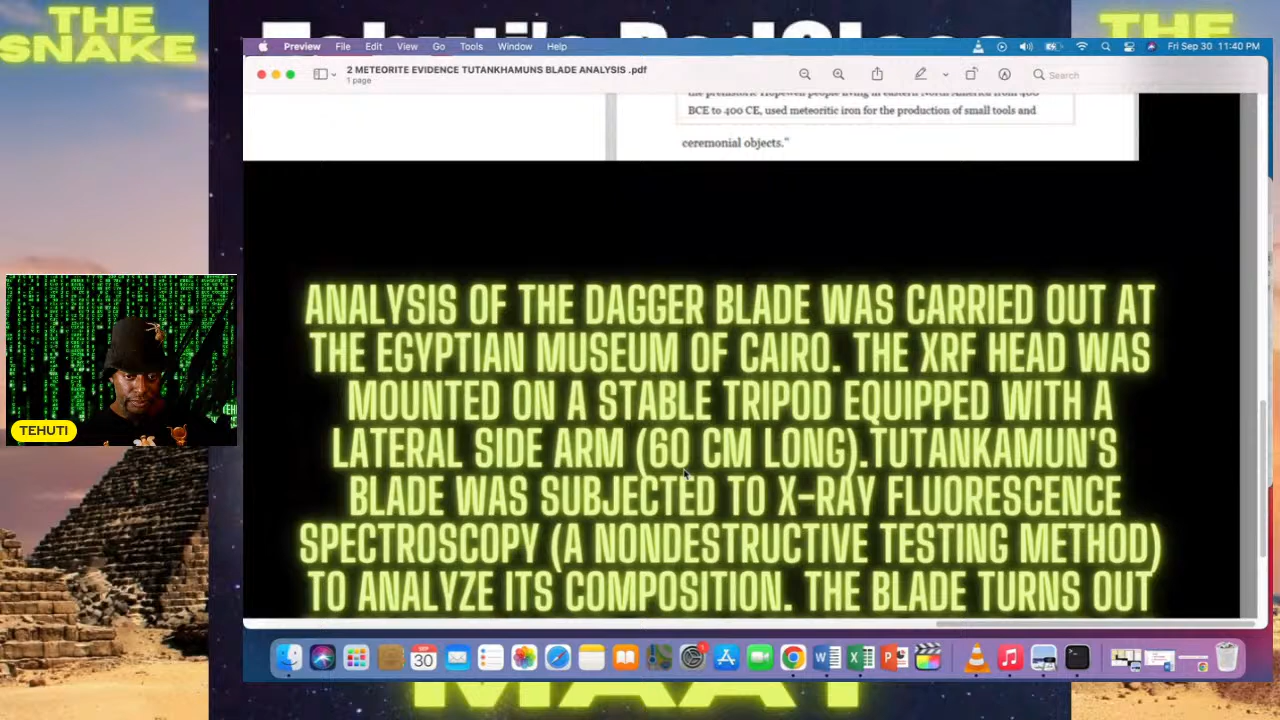 THE
SNAKE
THE
Preview File Edit View Go Tools Window Help
Fri Sep 30 11:40 PM
2 METEORITE EVIDENCE TUTANKHAMUNS BLADE ANALYSIS .pdf
1 page
Search
BCE to 400 CE, used meteoritic iron for the production of small tools and
ceremonial objects."
ANALYSIS OF THE DAGGER BLADE WAS CARRIED OUT AT
THE EGYPTIAN MUSEUM OF CAIRO. THE XRF HEAD WAS
MOUNTED ON A STABLE TRIPOD EQUIPPED WITH A
LATERAL SIDE ARM (60 CM LONG).TUTANKAMUN'S
BLADE WAS SUBJECTED TO X-RAY FLUORESCENCE
SPECTROSCOPY (A NONDESTRUCTIVE TESTING METHOD)
TO ANALYZE ITS COMPOSITION. THE BLADE TURNS OUT
TEHUTI
SEP
30
MAAT